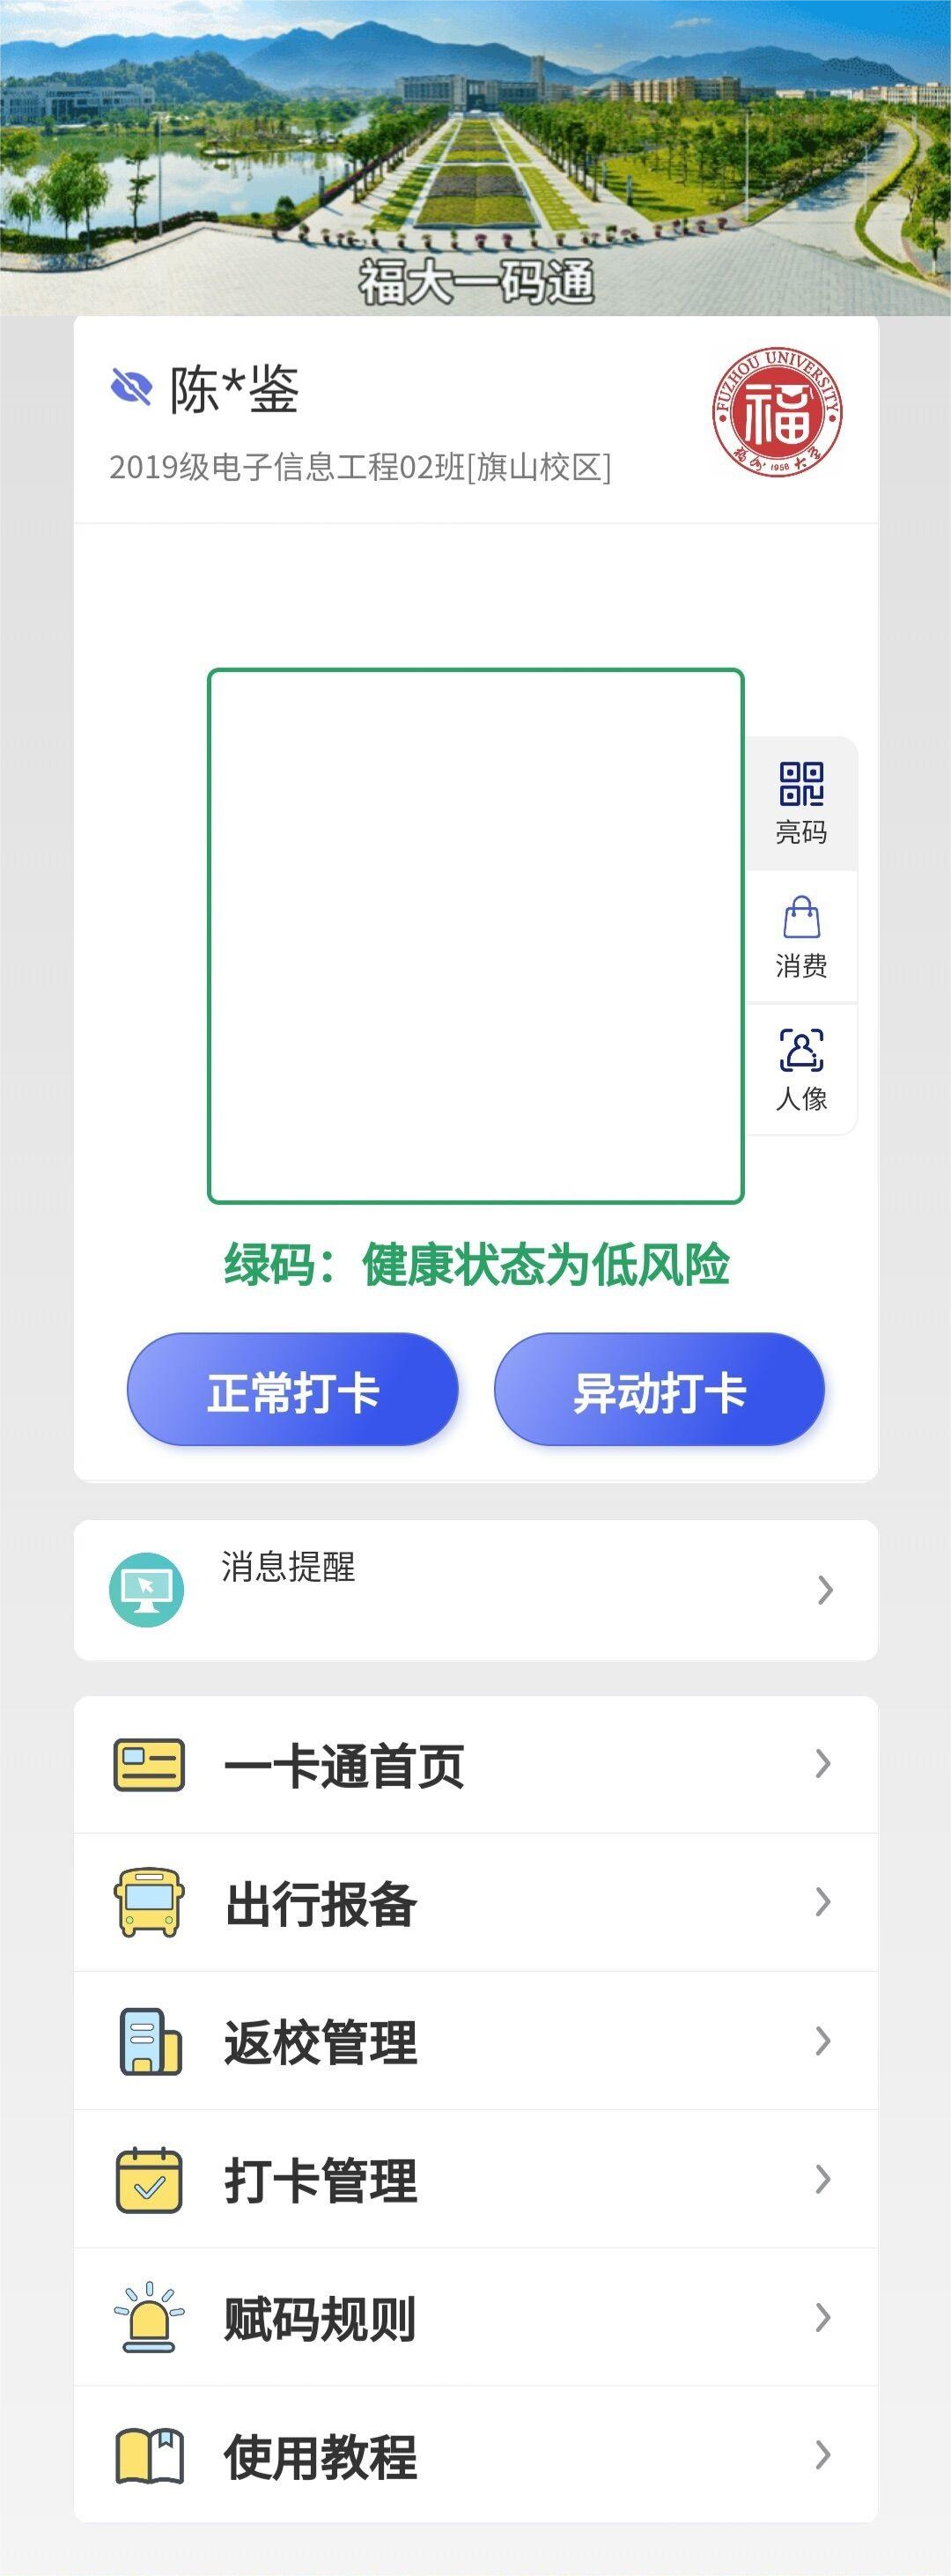 福大一码通
陈*鉴
2019级电子信息工程02班[旗山校区]
FUZHOU UNIVERSITY
福
福州大学
1958
亮码
消费
人像
绿码：健康状态为低风险
正常打卡
异动打卡
消息提醒
一卡通首页
出行报备
返校管理
打卡管理
赋码规则
使用教程